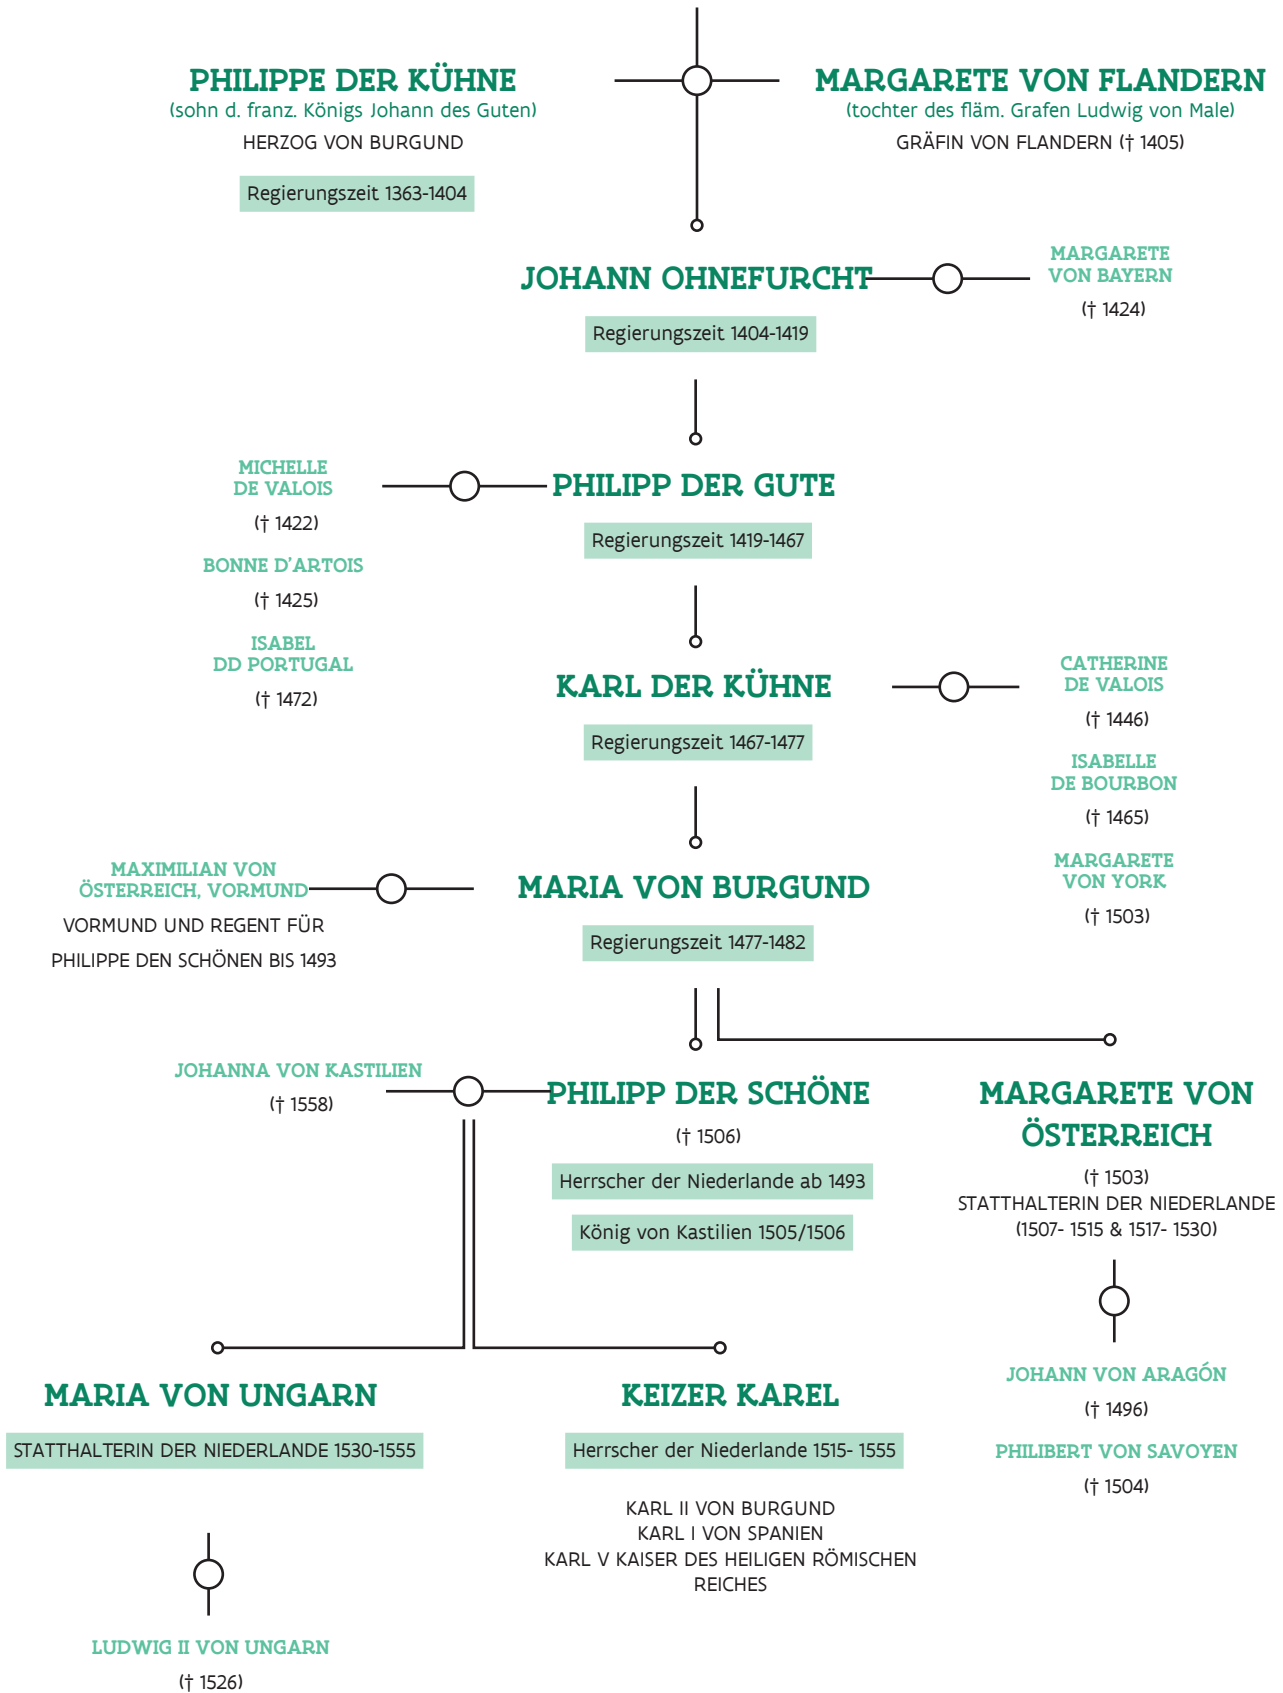 PHILIPPE DER KÜHNE
(sohn d. franz. Königs Johann des Guten)
HERZOG VON BURGUND
Regierungszeit 1363-1404
MARGARETE VON FLANDERN
(tochter des fläm. Grafen Ludwig von Male)
GRÄFIN VON FLANDERN († 1405)
JOHANN OHNEFURCHT
Regierungszeit 1404-1419
MARGARETE
VON BAYERN
(† 1424)
MICHELLE
DE VALOIS
(† 1422)
BONNE D'ARTOIS
(† 1425)
ISABEL
DD PORTUGAL
(† 1472)
PHILIPP DER GUTE
Regierungszeit 1419-1467
KARL DER KÜHNE
Regierungszeit 1467-1477
CATHERINE
DE VALOIS
(† 1446)
ISABELLE
DE BOURBON
(† 1465)
MARGARETE
VON YORK
(† 1503)
MAXIMILIAN VON
ÖSTERREICH, VORMUND
VORMUND UND REGENT FÜR
PHILIPPE DEN SCHÖNEN BIS 1493
MARIA VON BURGUND
Regierungszeit 1477-1482
JOHANNA VON KASTILIEN
(† 1558)
PHILIPP DER SCHÖNE
(† 1506)
Herrscher der Niederlande ab 1493
König von Kastilien 1505/1506
MARGARETE VON
ÖSTERREICH
(† 1503)
STATTHALTERIN DER NIEDERLANDE
(1507- 1515 & 1517- 1530)
JOHANN VON ARAGÓN
(† 1496)
PHILIBERT VON SAVOYEN
(† 1504)
MARIA VON UNGARN
STATTHALTERIN DER NIEDERLANDE 1530-1555
LUDWIG II VON UNGARN
(† 1526)
KEIZER KAREL
Herrscher der Niederlande 1515- 1555
KARL II VON BURGUND
KARL I VON SPANIEN
KARL V KAISER DES HEILIGEN RÖMISCHEN
REICHES